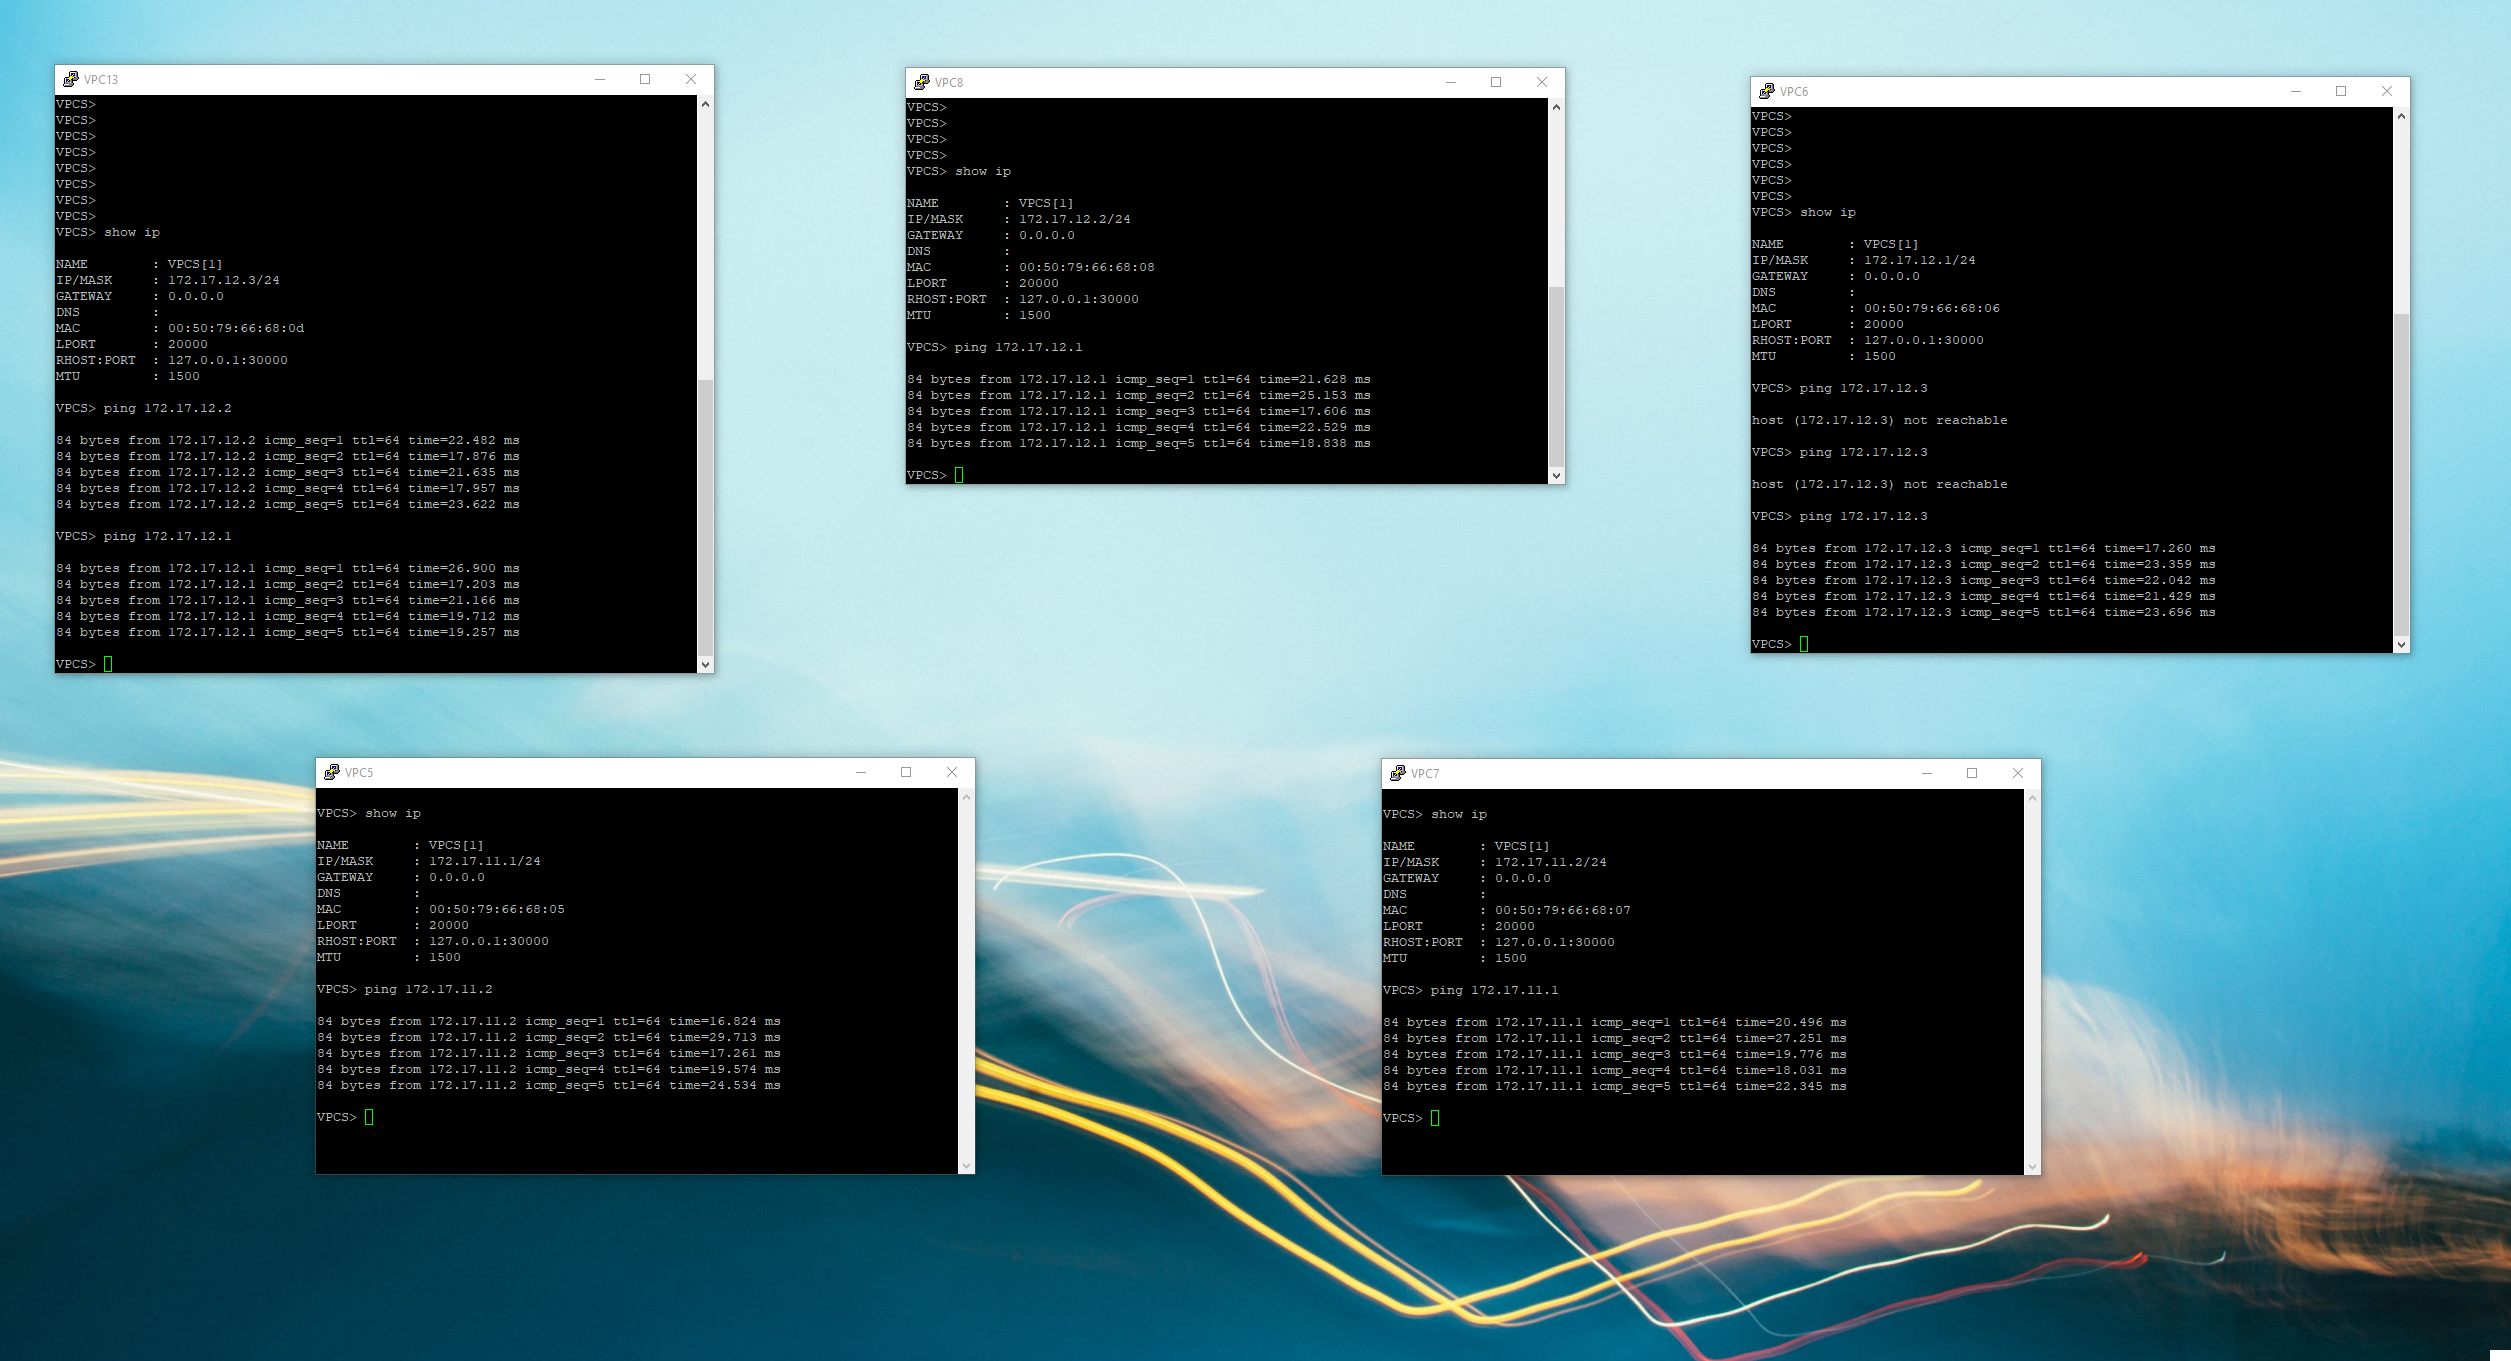 VPC13
VPCS>
VPCS>
VPCS>
VPCS>
VPCS>
VPCS>
VPCS>
VPCS>
VPCS> show ip
NAME : VPCS[1]
IP/MASK : 172.17.12.3/24
GATEWAY : 0.0.0.0
DNS :
MAC : 00:50:79:66:68:0d
LPORT : 20000
RHOST:PORT : 127.0.0.1:30000
MTU : 1500
VPCS> ping 172.17.12.2
84 bytes from 172.17.12.2 icmp_seq=1 ttl=64 time=22.482 ms
84 bytes from 172.17.12.2 icmp_seq=2 ttl=64 time=17.876 ms
84 bytes from 172.17.12.2 icmp_seq=3 ttl=64 time=21.635 ms
84 bytes from 172.17.12.2 icmp_seq=4 ttl=64 time=17.957 ms
84 bytes from 172.17.12.2 icmp_seq=5 ttl=64 time=23.622 ms
VPCS> ping 172.17.12.1
84 bytes from 172.17.12.1 icmp_seq=1 ttl=64 time=26.900 ms
84 bytes from 172.17.12.1 icmp_seq=2 ttl=64 time=17.203 ms
84 bytes from 172.17.12.1 icmp_seq=3 ttl=64 time=21.166 ms
84 bytes from 172.17.12.1 icmp_seq=4 ttl=64 time=19.712 ms
84 bytes from 172.17.12.1 icmp_seq=5 ttl=64 time=19.257 ms
VPCS>
VPC8
VPCS>
VPCS>
VPCS>
VPCS>
VPCS> show ip
NAME : VPCS[1]
IP/MASK : 172.17.12.2/24
GATEWAY : 0.0.0.0
DNS :
MAC : 00:50:79:66:68:08
LPORT : 20000
RHOST:PORT : 127.0.0.1:30000
MTU : 1500
VPCS> ping 172.17.12.1
84 bytes from 172.17.12.1 icmp_seq=1 ttl=64 time=21.628 ms
84 bytes from 172.17.12.1 icmp_seq=2 ttl=64 time=25.153 ms
84 bytes from 172.17.12.1 icmp_seq=3 ttl=64 time=17.606 ms
84 bytes from 172.17.12.1 icmp_seq=4 ttl=64 time=22.529 ms
84 bytes from 172.17.12.1 icmp_seq=5 ttl=64 time=18.838 ms
VPCS>
VPC6
VPCS>
VPCS>
VPCS>
VPCS>
VPCS>
VPCS>
VPCS> show ip
NAME : VPCS[1]
IP/MASK : 172.17.12.1/24
GATEWAY : 0.0.0.0
DNS :
MAC : 00:50:79:66:68:06
LPORT : 20000
RHOST:PORT : 127.0.0.1:30000
MTU : 1500
VPCS> ping 172.17.12.3
host (172.17.12.3) not reachable
VPCS> ping 172.17.12.3
host (172.17.12.3) not reachable
VPCS> ping 172.17.12.3
84 bytes from 172.17.12.3 icmp_seq=1 ttl=64 time=17.260 ms
84 bytes from 172.17.12.3 icmp_seq=2 ttl=64 time=23.359 ms
84 bytes from 172.17.12.3 icmp_seq=3 ttl=64 time=22.042 ms
84 bytes from 172.17.12.3 icmp_seq=4 ttl=64 time=21.429 ms
84 bytes from 172.17.12.3 icmp_seq=5 ttl=64 time=23.696 ms
VPCS>
VPC5
VPCS> show ip
NAME : VPCS[1]
IP/MASK : 172.17.11.1/24
GATEWAY : 0.0.0.0
DNS :
MAC : 00:50:79:66:68:05
LPORT : 20000
RHOST:PORT : 127.0.0.1:30000
MTU : 1500
VPCS> ping 172.17.11.2
84 bytes from 172.17.11.2 icmp_seq=1 ttl=64 time=16.824 ms
84 bytes from 172.17.11.2 icmp_seq=2 ttl=64 time=29.713 ms
84 bytes from 172.17.11.2 icmp_seq=3 ttl=64 time=17.261 ms
84 bytes from 172.17.11.2 icmp_seq=4 ttl=64 time=19.574 ms
84 bytes from 172.17.11.2 icmp_seq=5 ttl=64 time=24.534 ms
VPCS>
VPC7
VPCS> show ip
NAME : VPCS[1]
IP/MASK : 172.17.11.2/24
GATEWAY : 0.0.0.0
DNS :
MAC : 00:50:79:66:68:07
LPORT : 20000
RHOST:PORT : 127.0.0.1:30000
MTU : 1500
VPCS> ping 172.17.11.1
84 bytes from 172.17.11.1 icmp_seq=1 ttl=64 time=20.496 ms
84 bytes from 172.17.11.1 icmp_seq=2 ttl=64 time=27.251 ms
84 bytes from 172.17.11.1 icmp_seq=3 ttl=64 time=19.776 ms
84 bytes from 172.17.11.1 icmp_seq=4 ttl=64 time=18.031 ms
84 bytes from 172.17.11.1 icmp_seq=5 ttl=64 time=22.345 ms
VPCS>